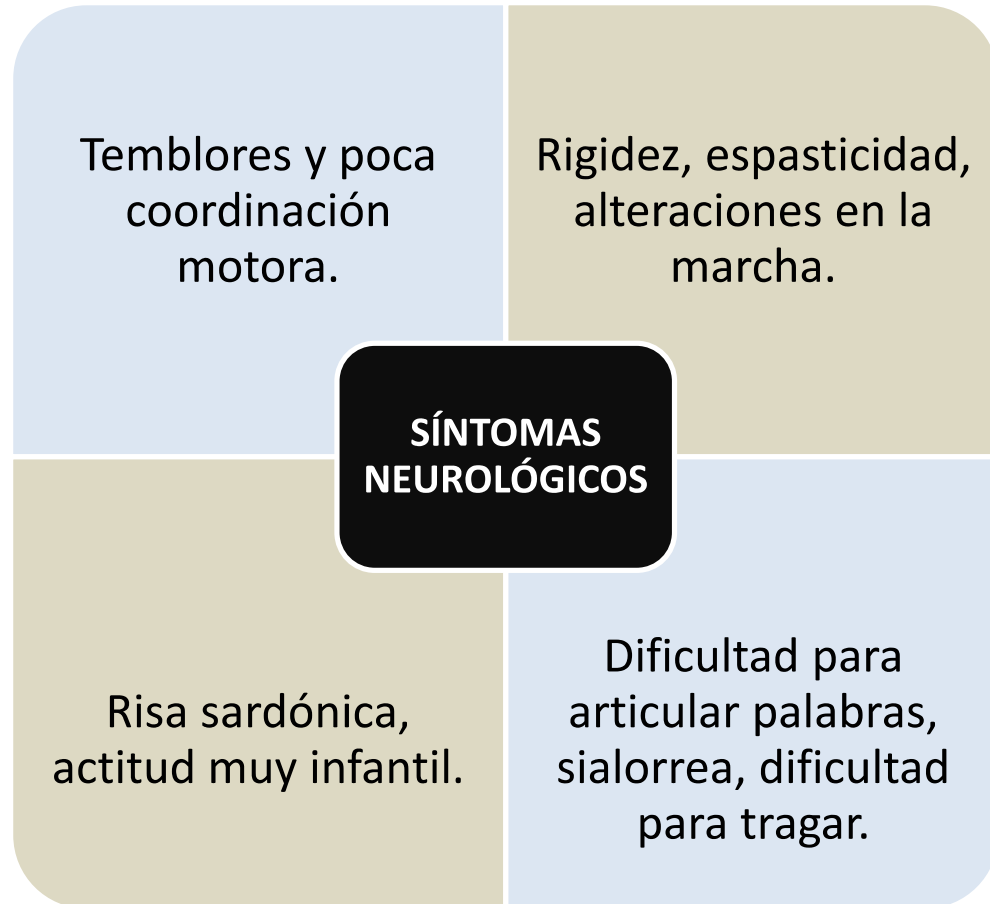 Temblores y poca
coordinación
motora.
Rigidez, espasticidad,
alteraciones en la
marcha.
SÍNTOMAS
NEUROLÓGICOS
Risa sardónica,
actitud muy infantil.
Dificultad para
articular palabras,
sialorrea, dificultad
para tragar.